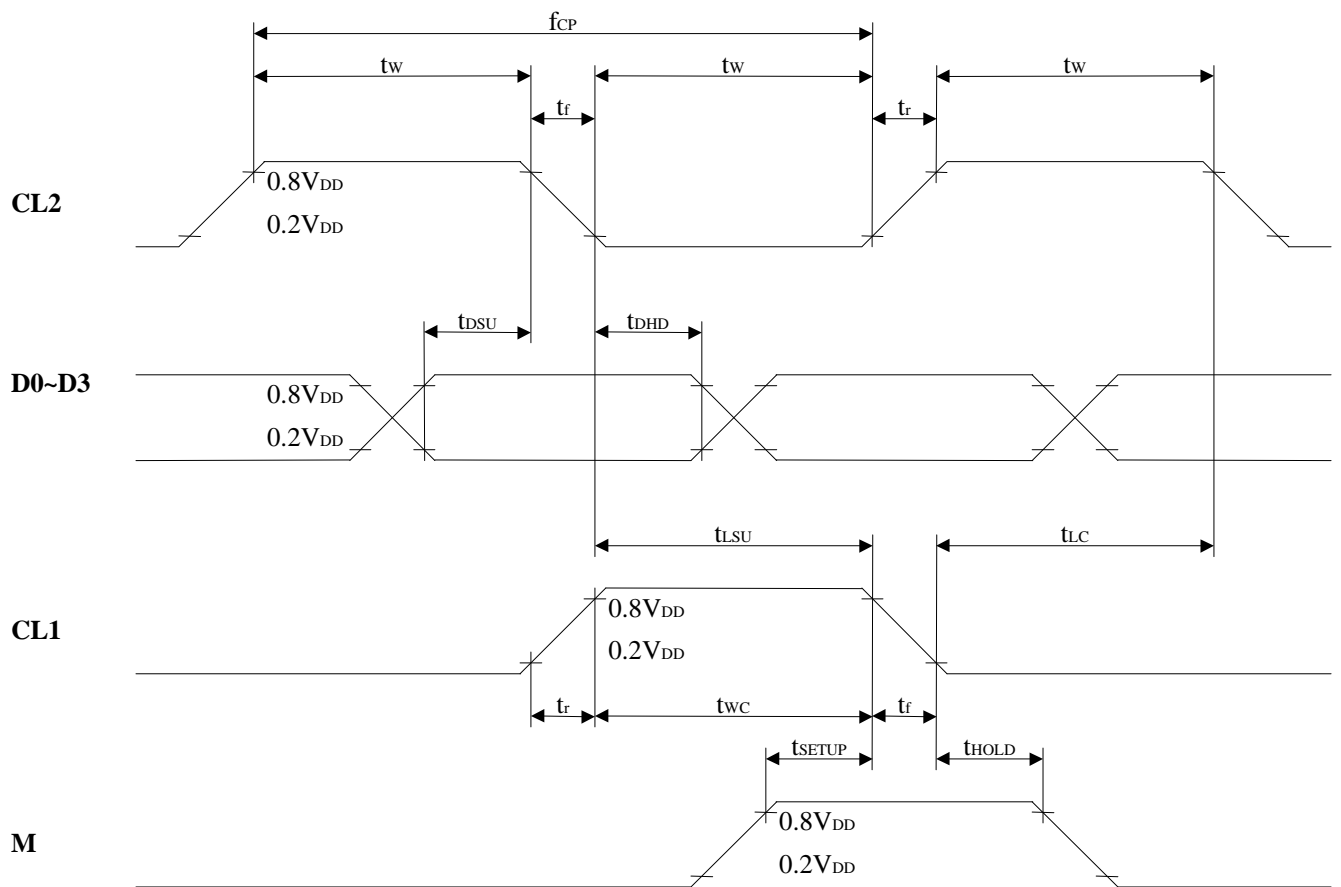 fCP
tW tW tW
tf tr
CL2
0.8VDD
0.2VDD
tDSU tDHD
D0~D3
0.8VDD
0.2VDD
tLSU tLC
CL1
0.8VDD
0.2VDD
tr tWC tf
tSETUP tHOLD
M
0.8VDD
0.2VDD